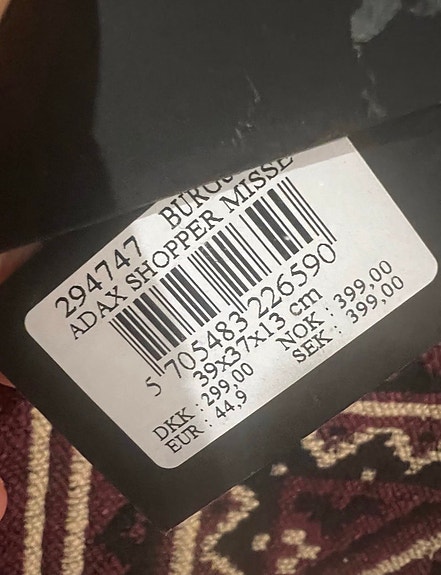 294747
ADAX SHOPPER MISSE
5 705483 226590
39x37x13 cm
DKK : 299,00 NOK : 399,00
EUR : 44,9 SEK : 399,00